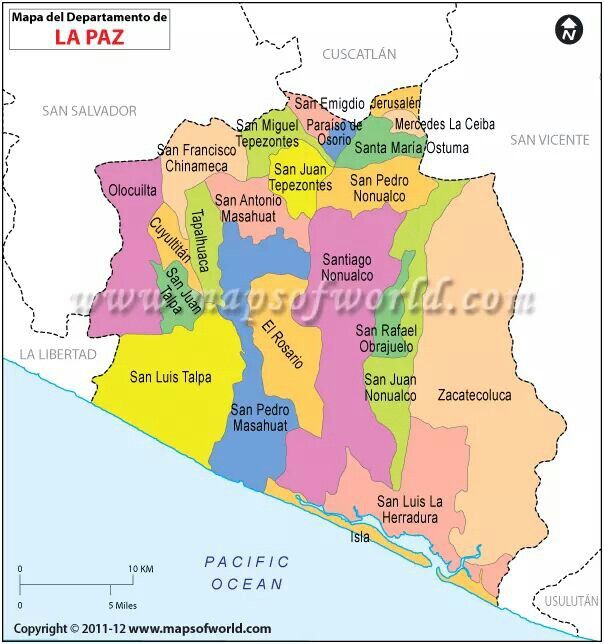 Mapa del Departamento de
LA PAZ
N
CUSCATLÁN
SAN SALVADOR
SAN VICENTE
San Emigdio
Jerusalén
San Miguel
Tepezontes
Paraíso de
Osorio
Mercedes La Ceiba
San Francisco
Chinameca
Santa María Ostuma
San Juan
Tepezontes
San Pedro
Nonualco
Olocuilta
San Antonio
Masahuat
Cuyultitán
Tapalhuaca
Santiago
Nonualco
San Juan
Talpa
www.mapsofworld.com
El Rosario
San Rafael
Obrajuelo
LA LIBERTAD
San Luis Talpa
San Juan
Nonualco
Zacatecoluca
San Pedro
Masahuat
San Luis La
Herradura
Isla
PACIFIC
OCEAN
0 10 KM
0 5 Miles
USULUTÁN
Copyright © 2011-12 www.mapsofworld.com